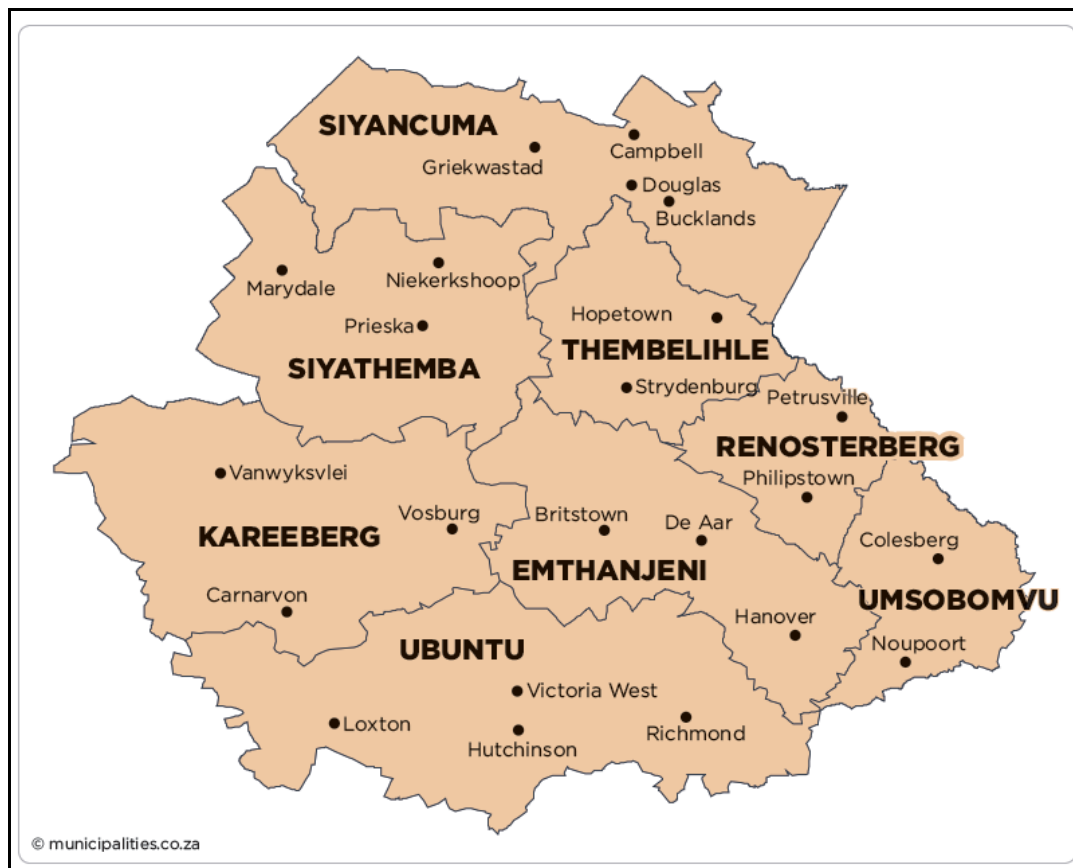 SIYANCUMA
Campbell
Griekwastad
Douglas
Bucklands
Marydale
Niekerkshoop
Hopetown
Prieska
THEMBELIHLE
SIYATHEMBA
Strydenburg
Petrusville
RENOSTERBERG
Vanwyksvlei
Philipstown
Vosburg
Britstown
De Aar
KAREEBERG
Colesberg
EMTHANJENI
Carnarvon
UMSOBOMVU
Hanover
UBUNTU
Noupoort
Victoria West
Loxton
Richmond
Hutchinson
© municipalities.co.za